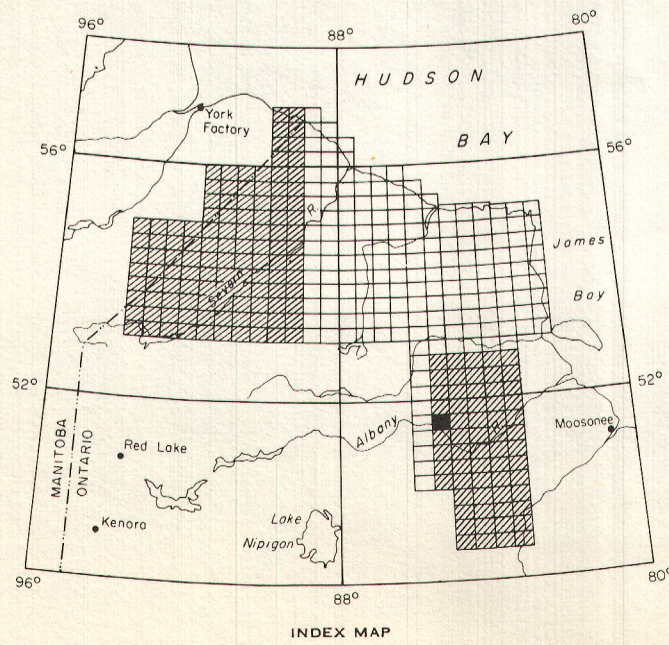 96°
88°
80°
HUDSON
BAY
York
Factory
56°
56°
R.
Severn
James
Bay
52°
52°
MANITOBA
ONTARIO
Red Lake
Albany
R.
Moosonee
Kenora
Lake
Nipigon
96°
88°
80°
INDEX MAP